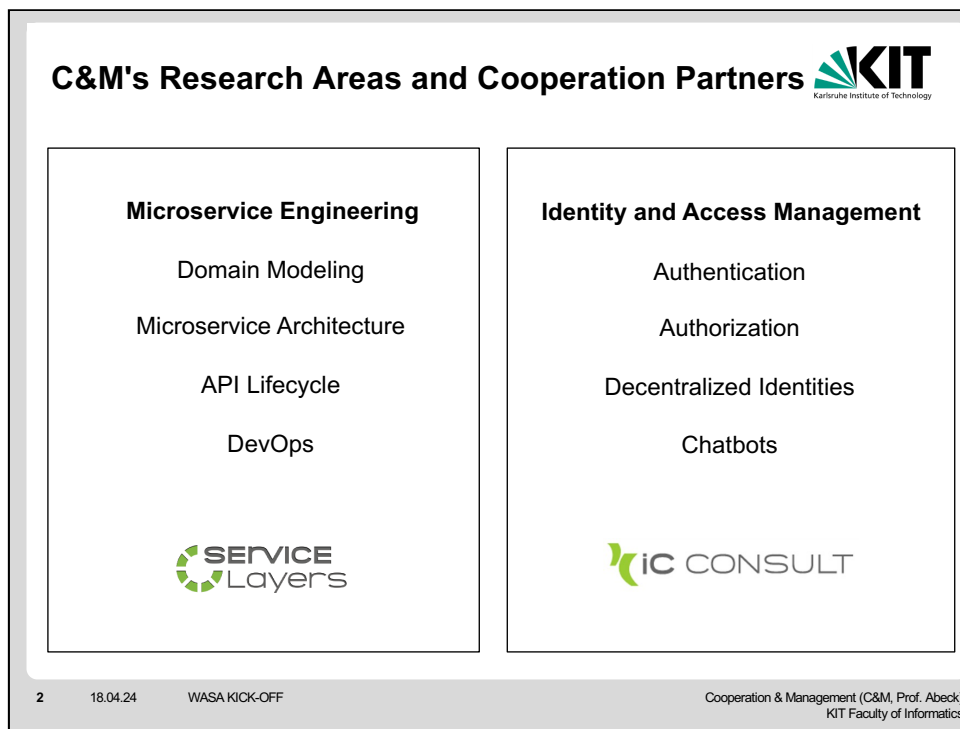 C&M's Research Areas and Cooperation Partners
KIT
Karlsruhe Institute of Technology
Microservice Engineering
Domain Modeling
Microservice Architecture
API Lifecycle
DevOps
SERVICE
Layers
Identity and Access Management
Authentication
Authorization
Decentralized Identities
Chatbots
iC CONSULT
2 18.04.24 WASA KICK-OFF
Cooperation & Management (C&M, Prof. Abeck)
KIT Faculty of Informatics